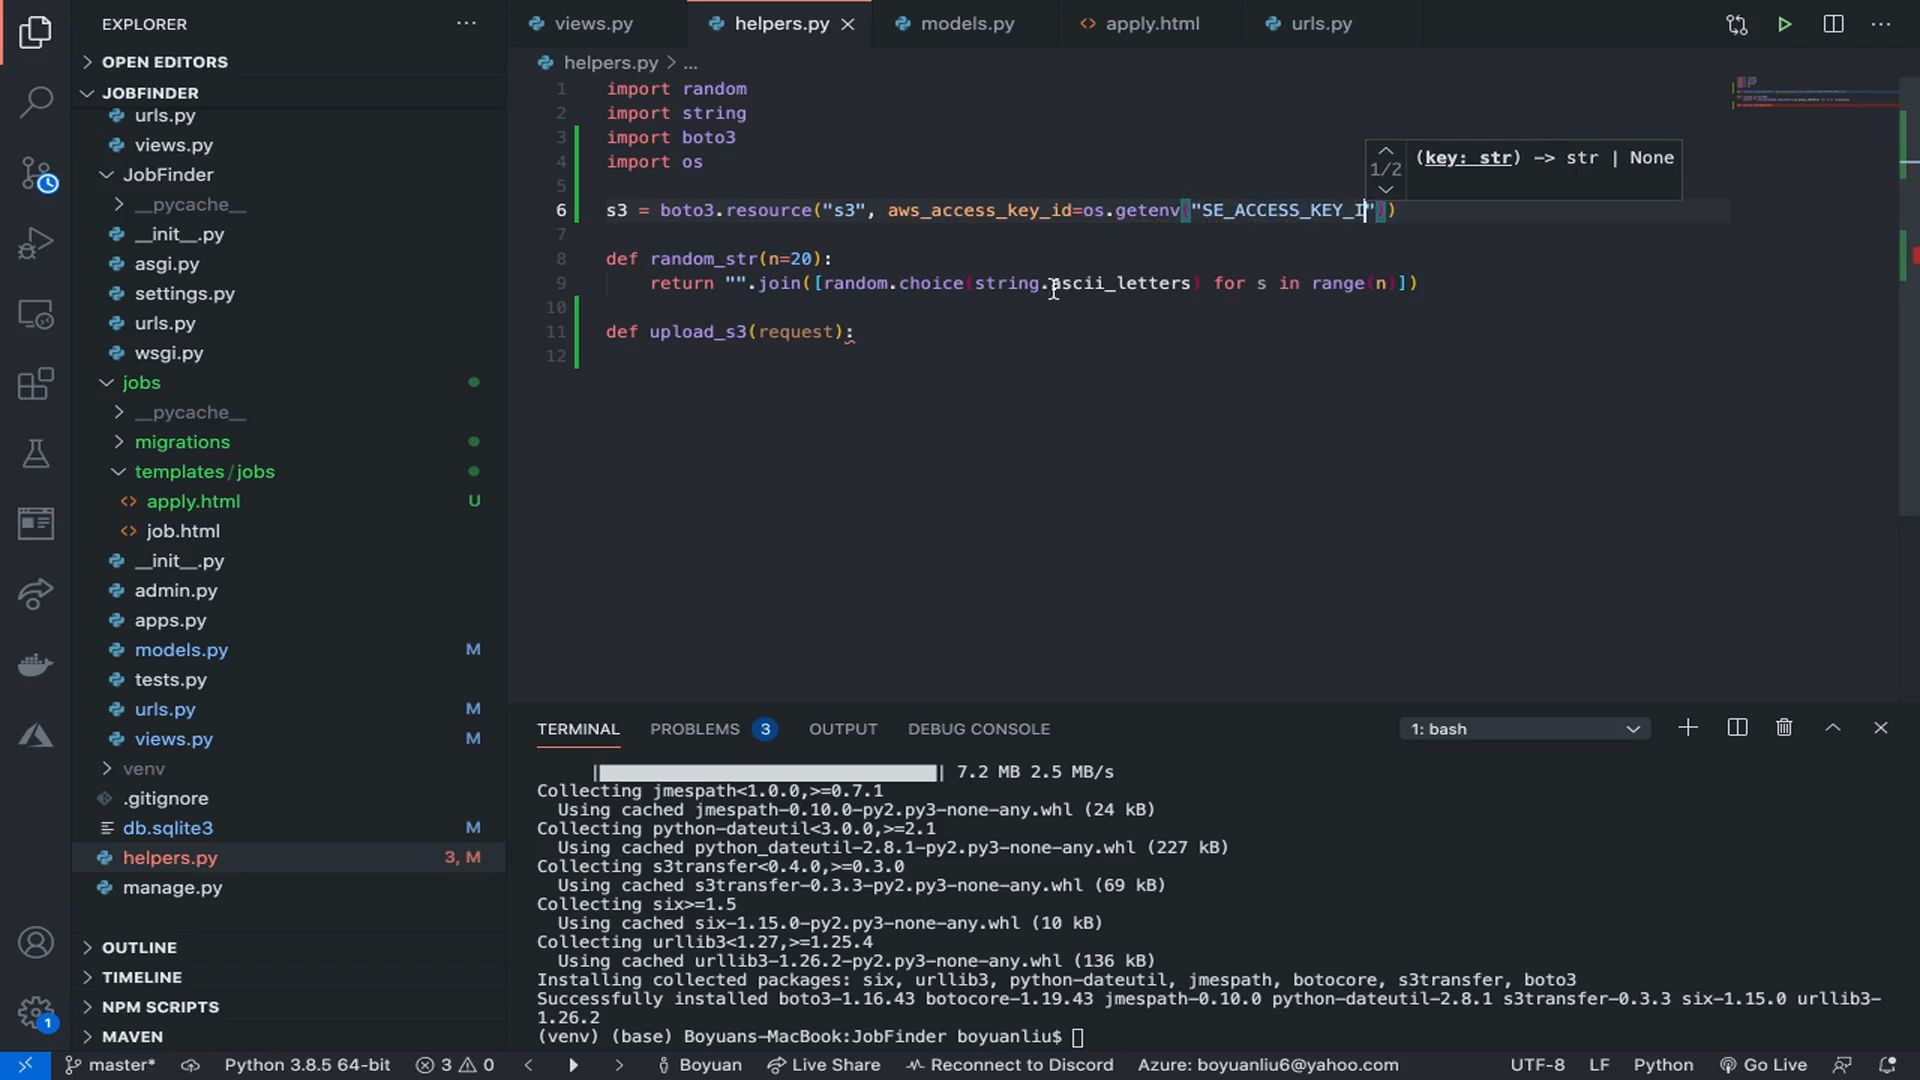 EXPLORER
views.py
helpers.py
models.py
apply.html
urls.py
OPEN EDITORS
JOBFINDER
urls.py
views.py
JobFinder
__pycache__
__init__.py
asgi.py
settings.py
urls.py
wsgi.py
jobs
__pycache__
migrations
templates/jobs
apply.html U
job.html
__init__.py
admin.py
apps.py
models.py M
tests.py
urls.py M
views.py M
venv
.gitignore
db.sqlite3 M
helpers.py 3, M
manage.py
OUTLINE
TIMELINE
NPM SCRIPTS
MAVEN
helpers.py > ...
1 import random
2 import string
3 import boto3
4 import os
5
6 s3 = boto3.resource("s3", aws_access_key_id=os.getenv("SE_ACCESS_KEY_I"))
7
8 def random_str(n=20):
9 return "".join([random.choice(string.ascii_letters) for s in range(n)])
10
11 def upload_s3(request):
12
1/2 (key: str) -> str | None
TERMINAL PROBLEMS 3 OUTPUT DEBUG CONSOLE 1: bash
|████████████████████████████████| 7.2 MB 2.5 MB/s
Collecting jmespath<1.0.0,>=0.7.1
Using cached jmespath-0.10.0-py2.py3-none-any.whl (24 kB)
Collecting python-dateutil<3.0.0,>=2.1
Using cached python_dateutil-2.8.1-py2.py3-none-any.whl (227 kB)
Collecting s3transfer<0.4.0,>=0.3.0
Using cached s3transfer-0.3.3-py2.py3-none-any.whl (69 kB)
Collecting six>=1.5
Using cached six-1.15.0-py2.py3-none-any.whl (10 kB)
Collecting urllib3<1.27,>=1.25.4
Using cached urllib3-1.26.2-py2.py3-none-any.whl (136 kB)
Installing collected packages: six, urllib3, python-dateutil, jmespath, botocore, s3transfer, boto3
Successfully installed boto3-1.16.43 botocore-1.19.43 jmespath-0.10.0 python-dateutil-2.8.1 s3transfer-0.3.3 six-1.15.0 urllib3-
1.26.2
(venv) (base) Boyuans-MacBook:JobFinder boyuanliu$
1
master* Python 3.8.5 64-bit 3 0 Boyuan Live Share Reconnect to Discord Azure: boyuanliu6@yahoo.com UTF-8 LF Python Go Live